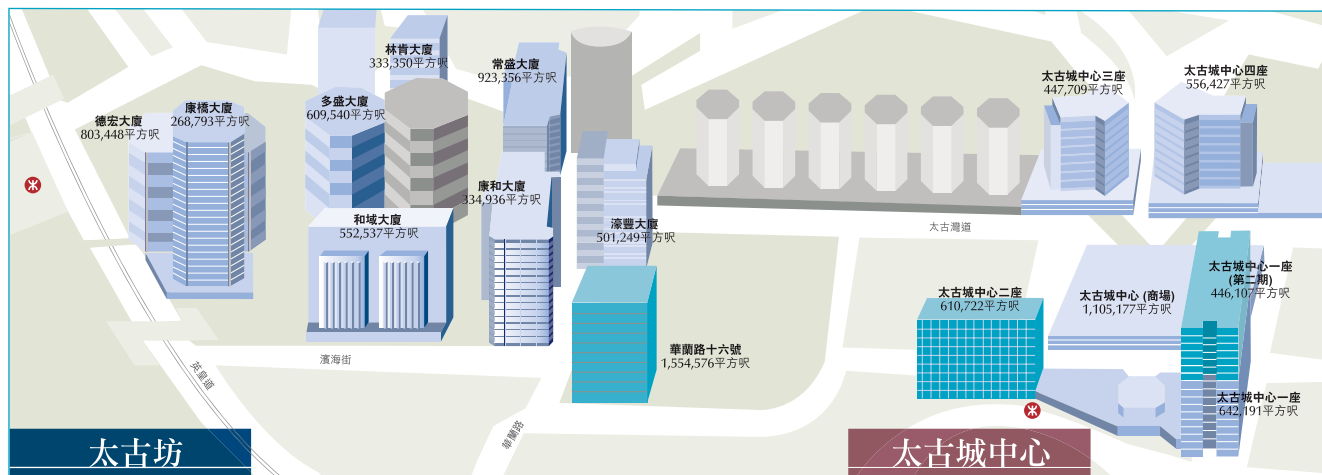 林肯大廈
333,350平方呎
常盛大廈
923,356平方呎
太古城中心三座
447,709平方呎
太古城中心四座
556,427平方呎
德宏大廈
803,448平方呎
康橋大廈
268,793平方呎
多盛大廈
609,540平方呎
康和大廈
334,936平方呎
和域大廈
552,537平方呎
濠豐大廈
501,249平方呎
太古灣道
太古城中心二座
610,722平方呎
太古城中心 (商場)
1,105,177平方呎
太古城中心一座
(第二期)
446,107平方呎
華蘭路十六號
1,554,576平方呎
濱海街
英皇道
華蘭路
太古城中心一座
642,191平方呎
太古坊
太古城中心